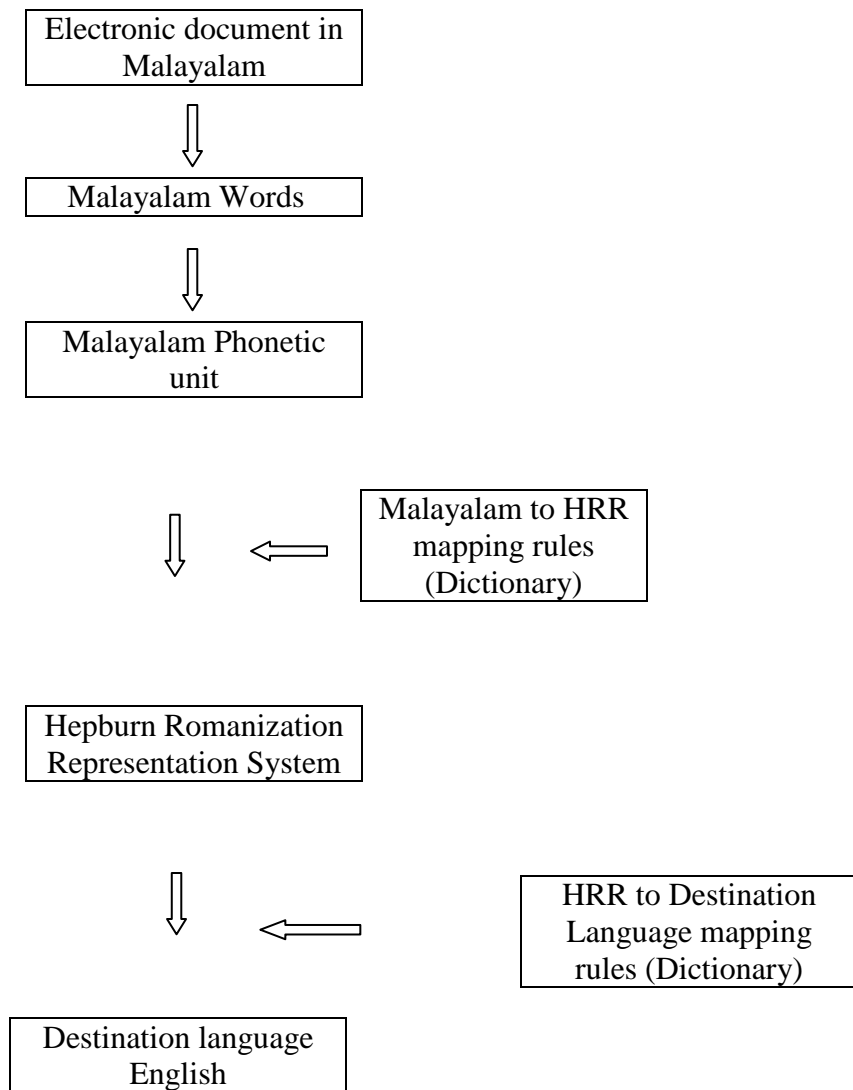 Electronic document in
Malayalam
Malayalam Words
Malayalam Phonetic
unit
Malayalam to HRR
mapping rules
(Dictionary)
Hepburn Romanization
Representation System
HRR to Destination
Language mapping
rules (Dictionary)
Destination language
English